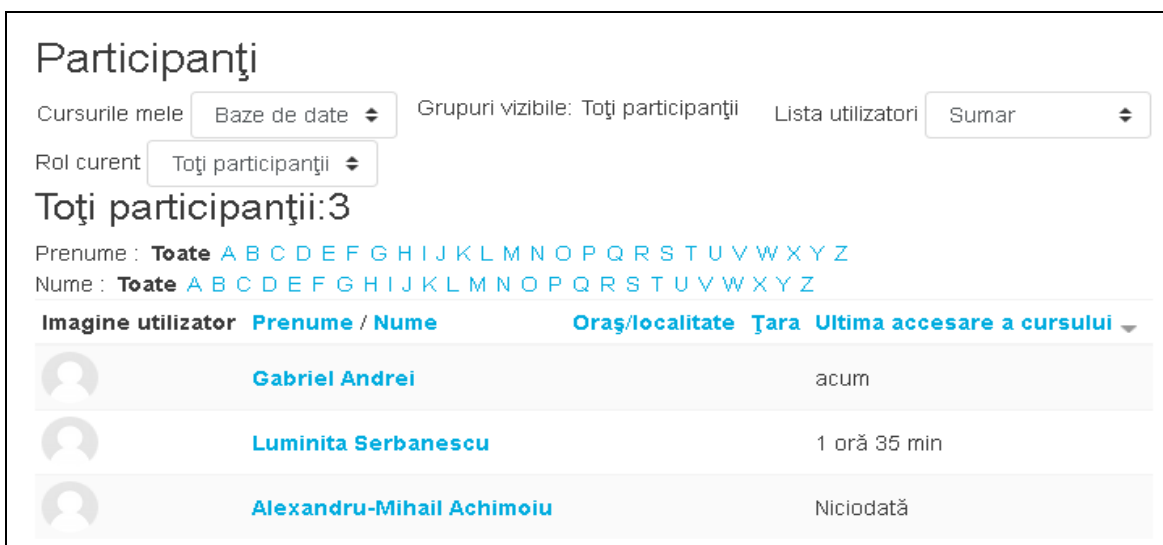 Participanţi
Cursurile mele Baze de date Grupuri vizibile: Toţi participanţii Lista utilizatori Sumar
Rol curent Toţi participanţii
Toţi participanţii:3
Prenume : Toate A B C D E F G H I J K L M N O P Q R S T U V W X Y Z
Nume : Toate A B C D E F G H I J K L M N O P Q R S T U V W X Y Z
Imagine utilizator Prenume / Nume Oraş/localitate Ţara Ultima accesare a cursului
Gabriel Andrei acum
Luminita Serbanescu 1 oră 35 min
Alexandru-Mihail Achimoiu Niciodată